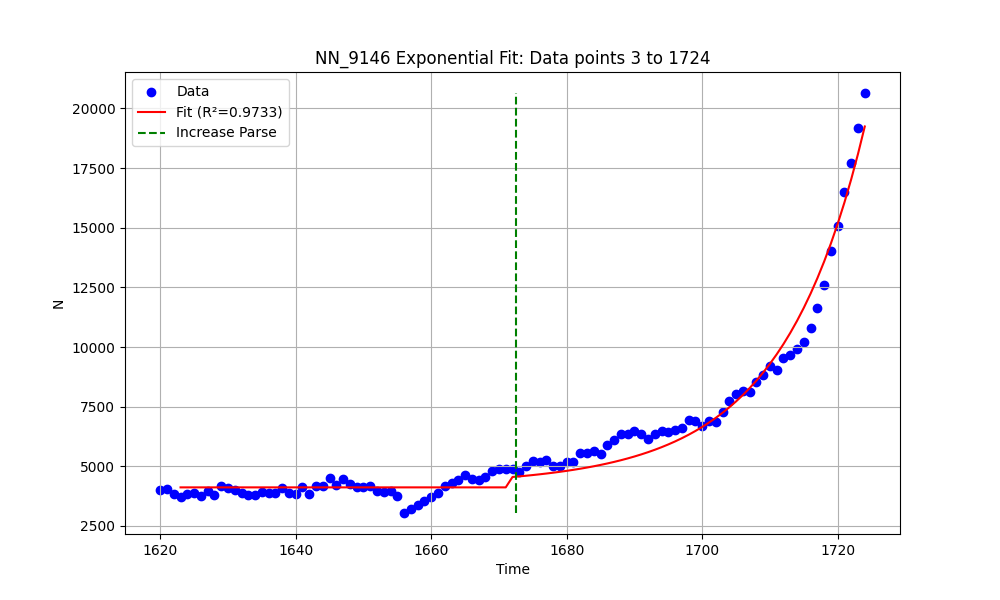 NN_9146 Exponential Fit: Data points 3 to 1724
Data
Fit (R²=0.9733)
Increase Parse
20000
17500
15000
12500
10000
7500
5000
2500
N
1620 1640 1660 1680 1700 1720
Time